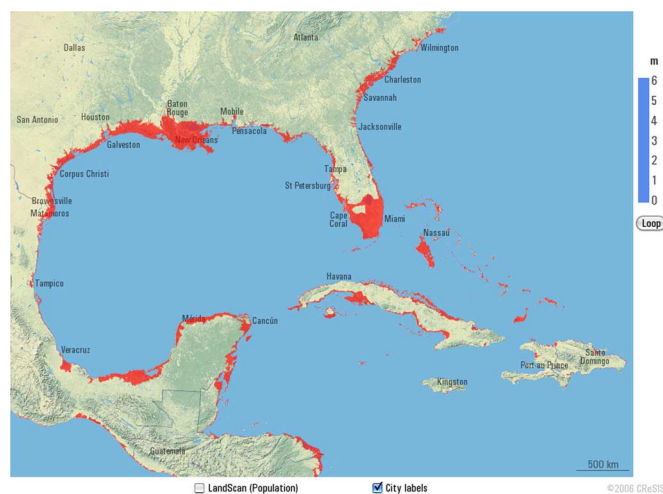 Atlanta
Dallas
Wilmington
m
Charleston
6
Baton
Rouge
Mobile
Savannah
5
Houston
San Antonio
Pensacola
Jacksonville
4
New Orleans
Galveston
3
Tampa
Corpus Christi
2
St Petersburg
1
Brownsville
Matamoros
Cape
Coral
Miami
0
Nassau
Loop
Havana
Tampico
Mérida
Cancún
Veracruz
Santo
Domingo
Port-au-Prince
Kingston
Guatemala
500 km
LandScan (Population)
City labels
©2006 CReSIS